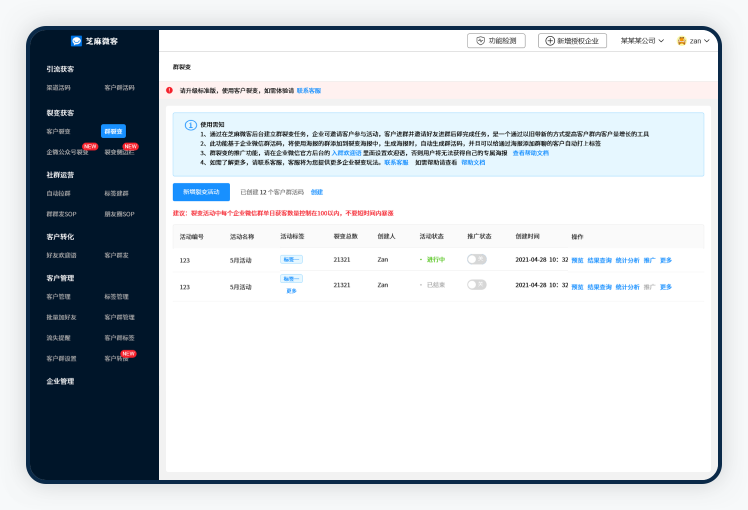 芝麻微客
功能检测
新增授权企业
某某某公司
zan
引流获客
渠道活码 客户群活码
裂变获客
客户裂变 群裂变
企微公众号裂变 NEW 裂变侧边栏 NEW
社群运营
自动拉群 标签建群
群群发SOP 朋友圈SOP
客户转化
好友欢迎语 客户群发
客户管理
客户管理 标签管理
批量加好友 客户群管理
流失提醒 客户群标签
客户群设置 客户转接 NEW
企业管理
群裂变
请升级标准版，使用客户裂变，如需体验请 联系客服
使用需知
1、通过在芝麻微客后台建立群裂变任务，企业可邀请客户参与活动，客户进群并邀请好友进群后即完成任务，是一个通过以旧带新的方式提高客户群内客户量增长的工具
2、此功能基于企业微信群活码，将使用海报的群添加到裂变海报中，生成海报时，自动生成群活码，并且可以给通过海报添加群聊的客户自动打上标签
3、群裂变的推广功能，请在企业微信官方后台的 入群欢迎语 里面设置欢迎语，否则用户将无法获得自己的专属海报 查看帮助文档
4、如需了解更多，请联系客服，客服将为您提供更多企业裂变玩法。联系客服 如需帮助请查看 帮助文档
新增裂变活动 已创建 12 个客户群活码 创建
建议：裂变活动中每个企业微信群单日获客数量控制在100以内，不要短时间内暴涨
活动编号 活动名称 活动标签 裂变总数 创建人 活动状态 推广状态 创建时间 操作
123 5月活动 标签一 21321 Zan 进行中 2021-04-28 10：32 预览 结果查询 统计分析 推广 更多
123 5月活动 标签一 更多 21321 Zan 已结束 2021-04-28 10：32 预览 结果查询 统计分析 推广 更多